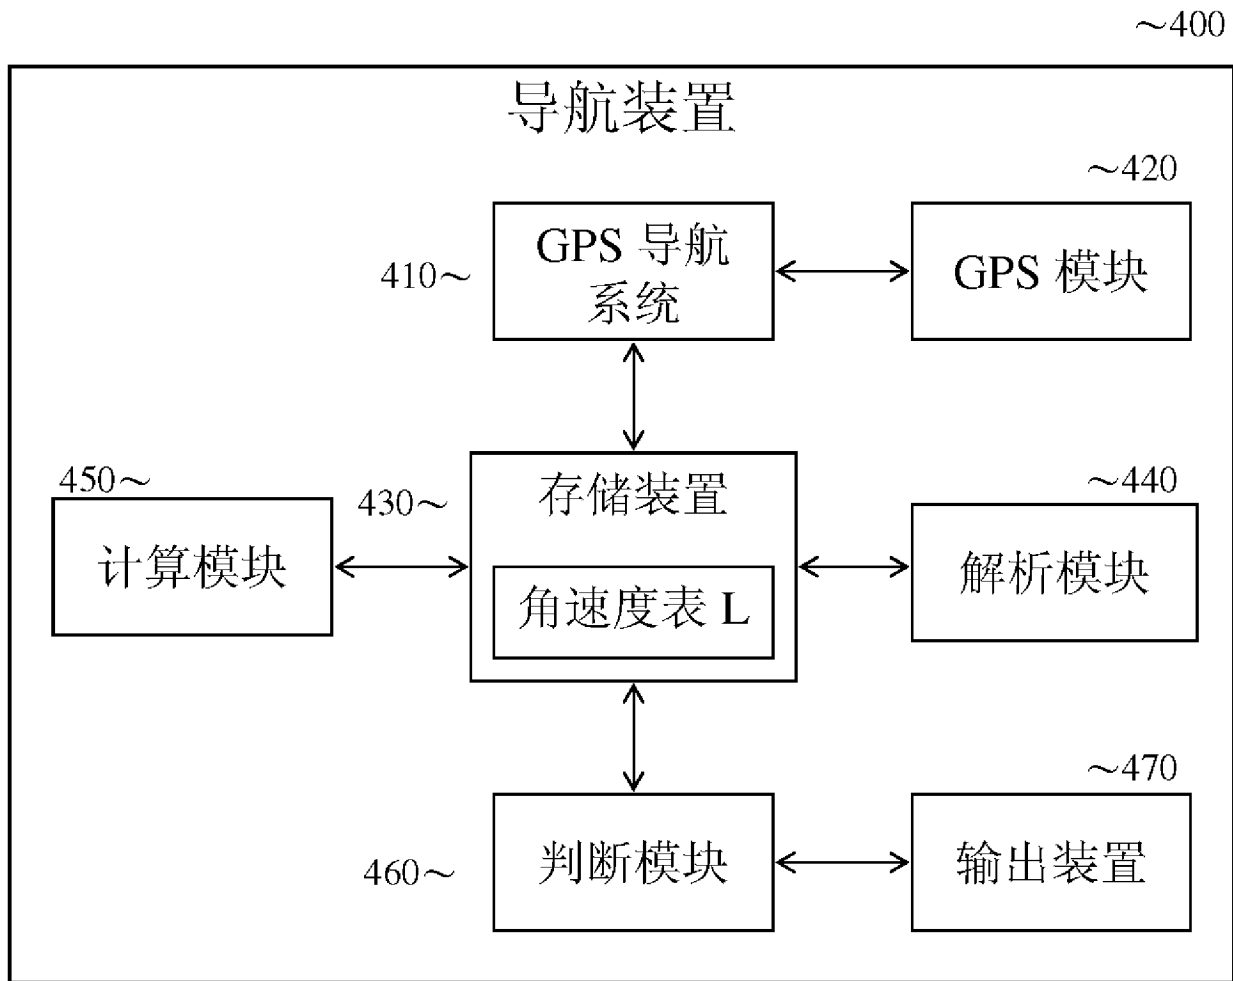 ～400
导航装置
～420
GPS 导航
系统
410～
GPS 模块
450～
430～
存储装置
～440
计算模块
角速度表 L
解析模块
～470
460～
判断模块
输出装置